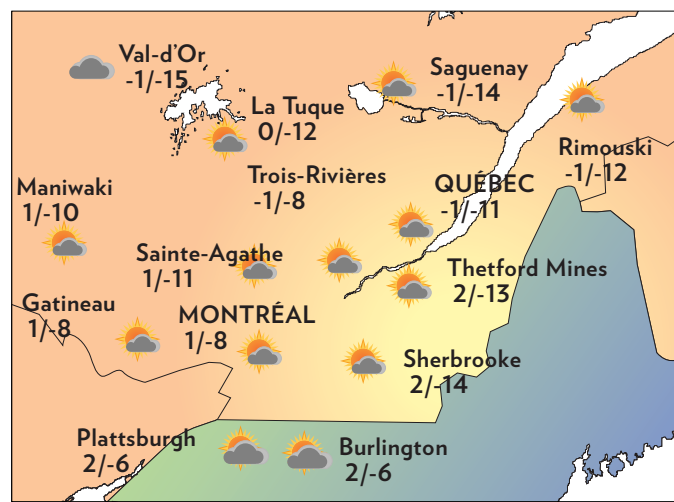 Val-d'Or
-1/-15
Saguenay
-1/-14
La Tuque
0/-12
Rimouski
-1/-12
Trois-Rivières
-1/-8
QUÉBEC
-1/-11
Maniwaki
1/-10
Sainte-Agathe
1/-11
Thetford Mines
2/-13
Gatineau
1/-8
MONTRÉAL
1/-8
Sherbrooke
2/-14
Plattsburgh
2/-6
Burlington
2/-6